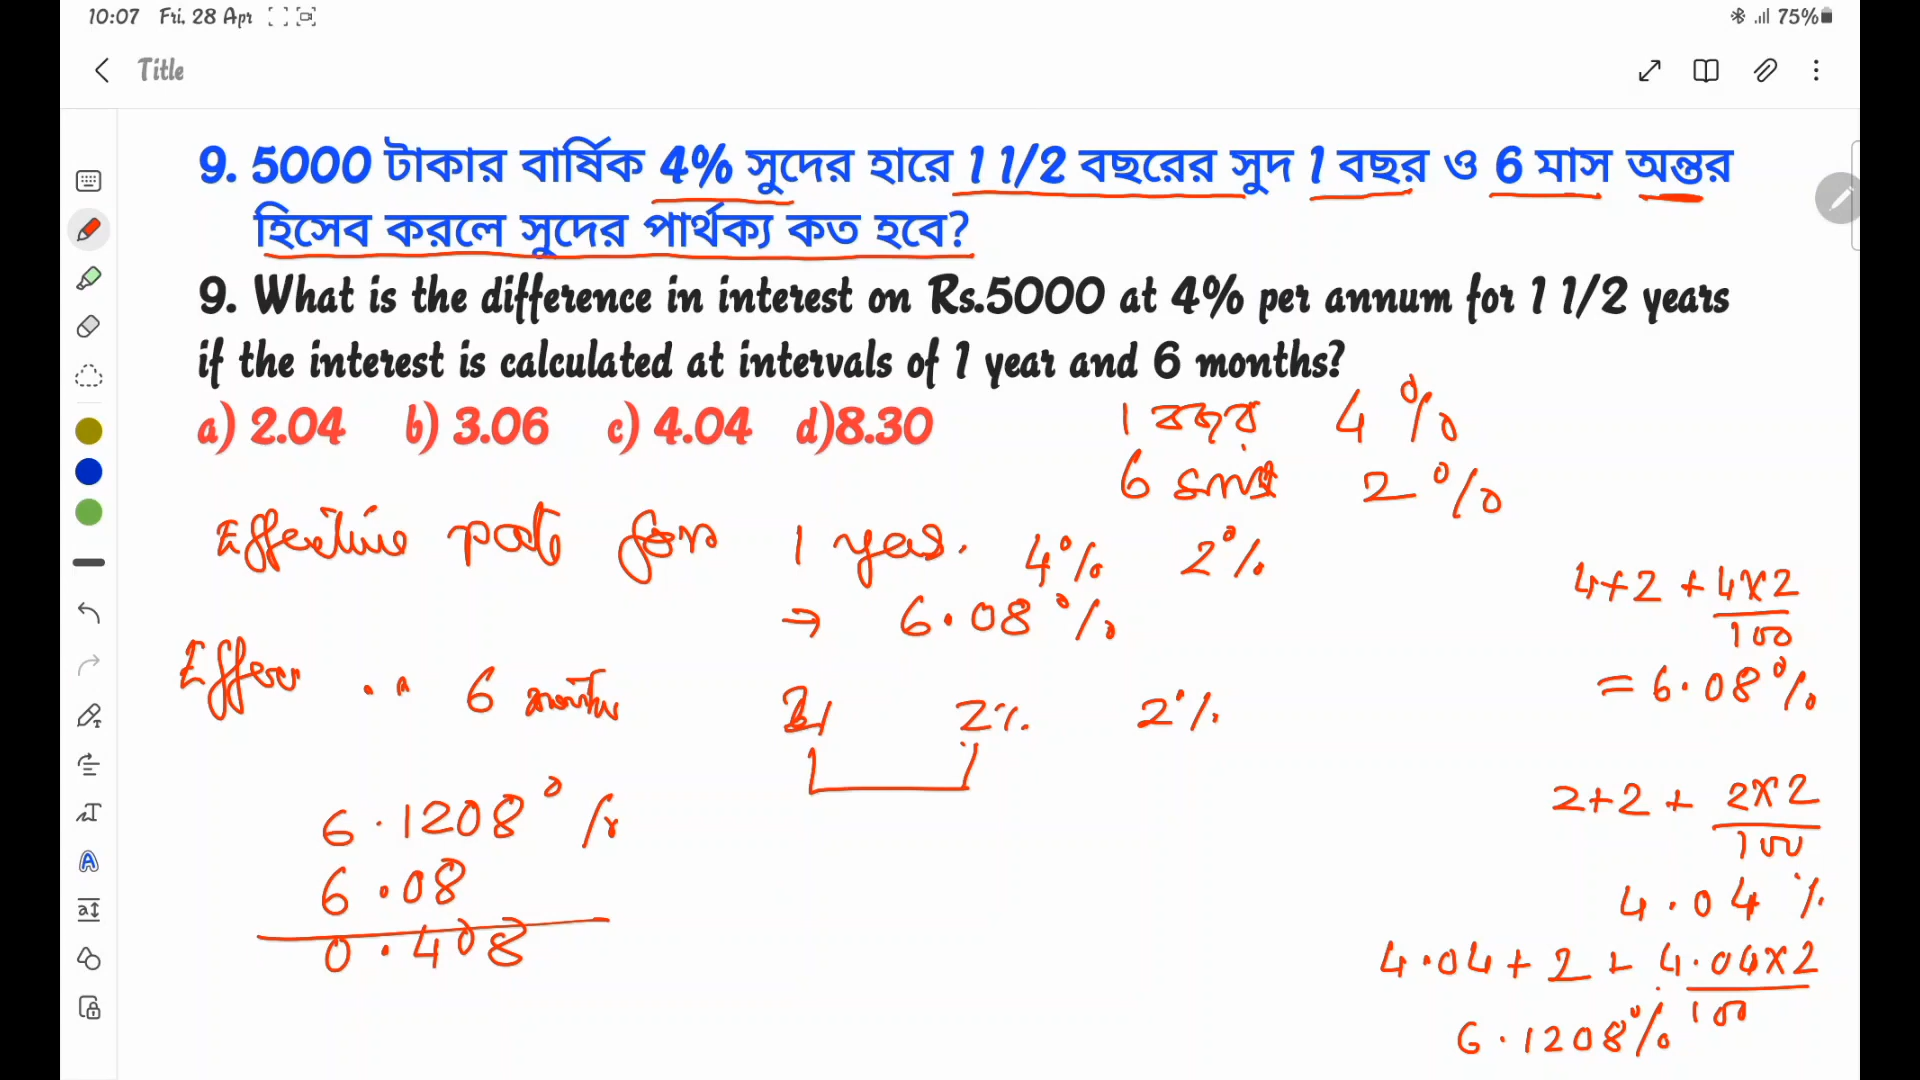 10:07 Fri, 28 Apr
75%
Title
9. 5000 টাকার বার্ষিক 4% সুদের হারে 1 1/2 বছরের সুদ 1 বছর ও 6 মাস অন্তর
হিসেব করলে সুদের পার্থক্য কত হবে?
9. What is the difference in interest on Rs.5000 at 4% per annum for 1 1/2 years
if the interest is calculated at intervals of 1 year and 6 months?
a) 2.04 b) 3.06 c) 4.04 d)8.30
1 বছর 4%
6 2%
for 1 4% 2%
→ 6.08%
4+2 + 4×2
100
= 6.08%
6 2% 2%
2+2 + 2×2
100
4.04 %
4.04 + 2 + 4.04×2
100
6.1208%
6.1208%
6.08
0.408